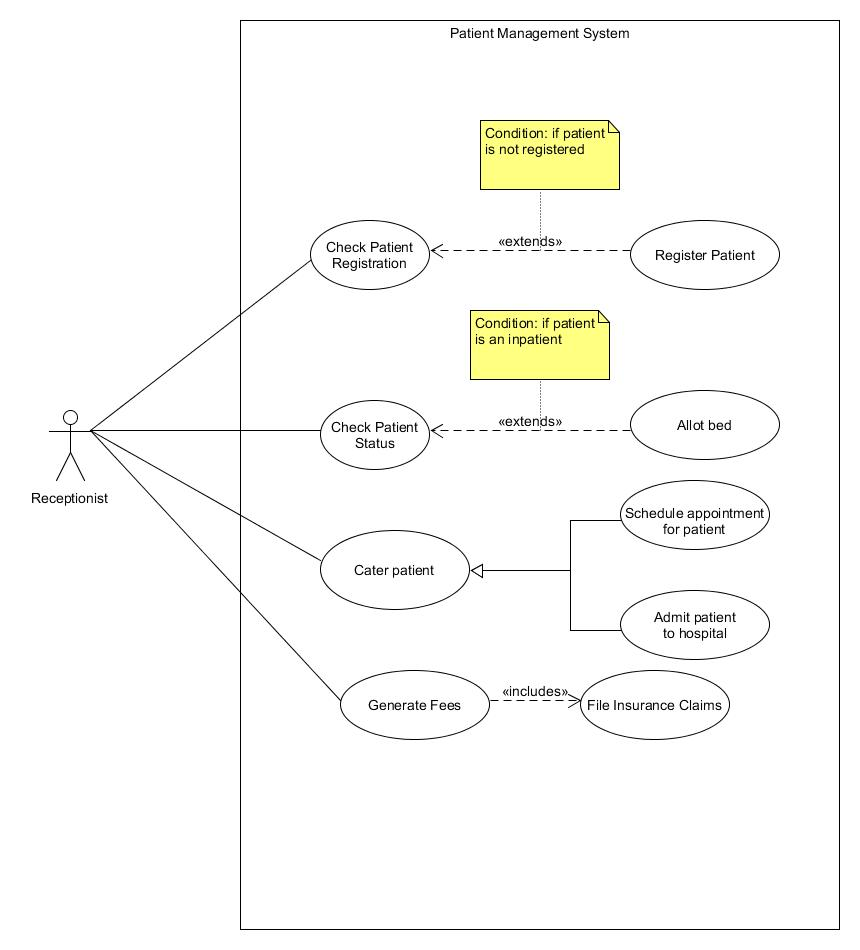 Patient Management System
Condition: if patient
is not registered
Check Patient
Registration
«extends»
Register Patient
Condition: if patient
is an inpatient
Check Patient
Status
«extends»
Allot bed
Receptionist
Schedule appointment
for patient
Cater patient
Admit patient
to hospital
Generate Fees
«includes»
File Insurance Claims